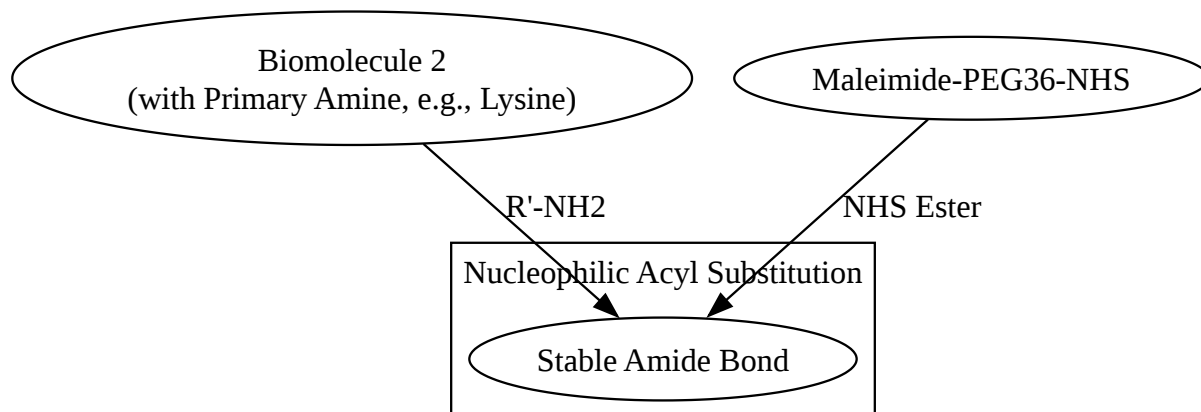 Biomolecule 2
(with Primary Amine, e.g., Lysine)
Maleimide-PEG36-NHS
R'-NH2
NHS Ester
Nucleophilic Acyl Substitution
Stable Amide Bond